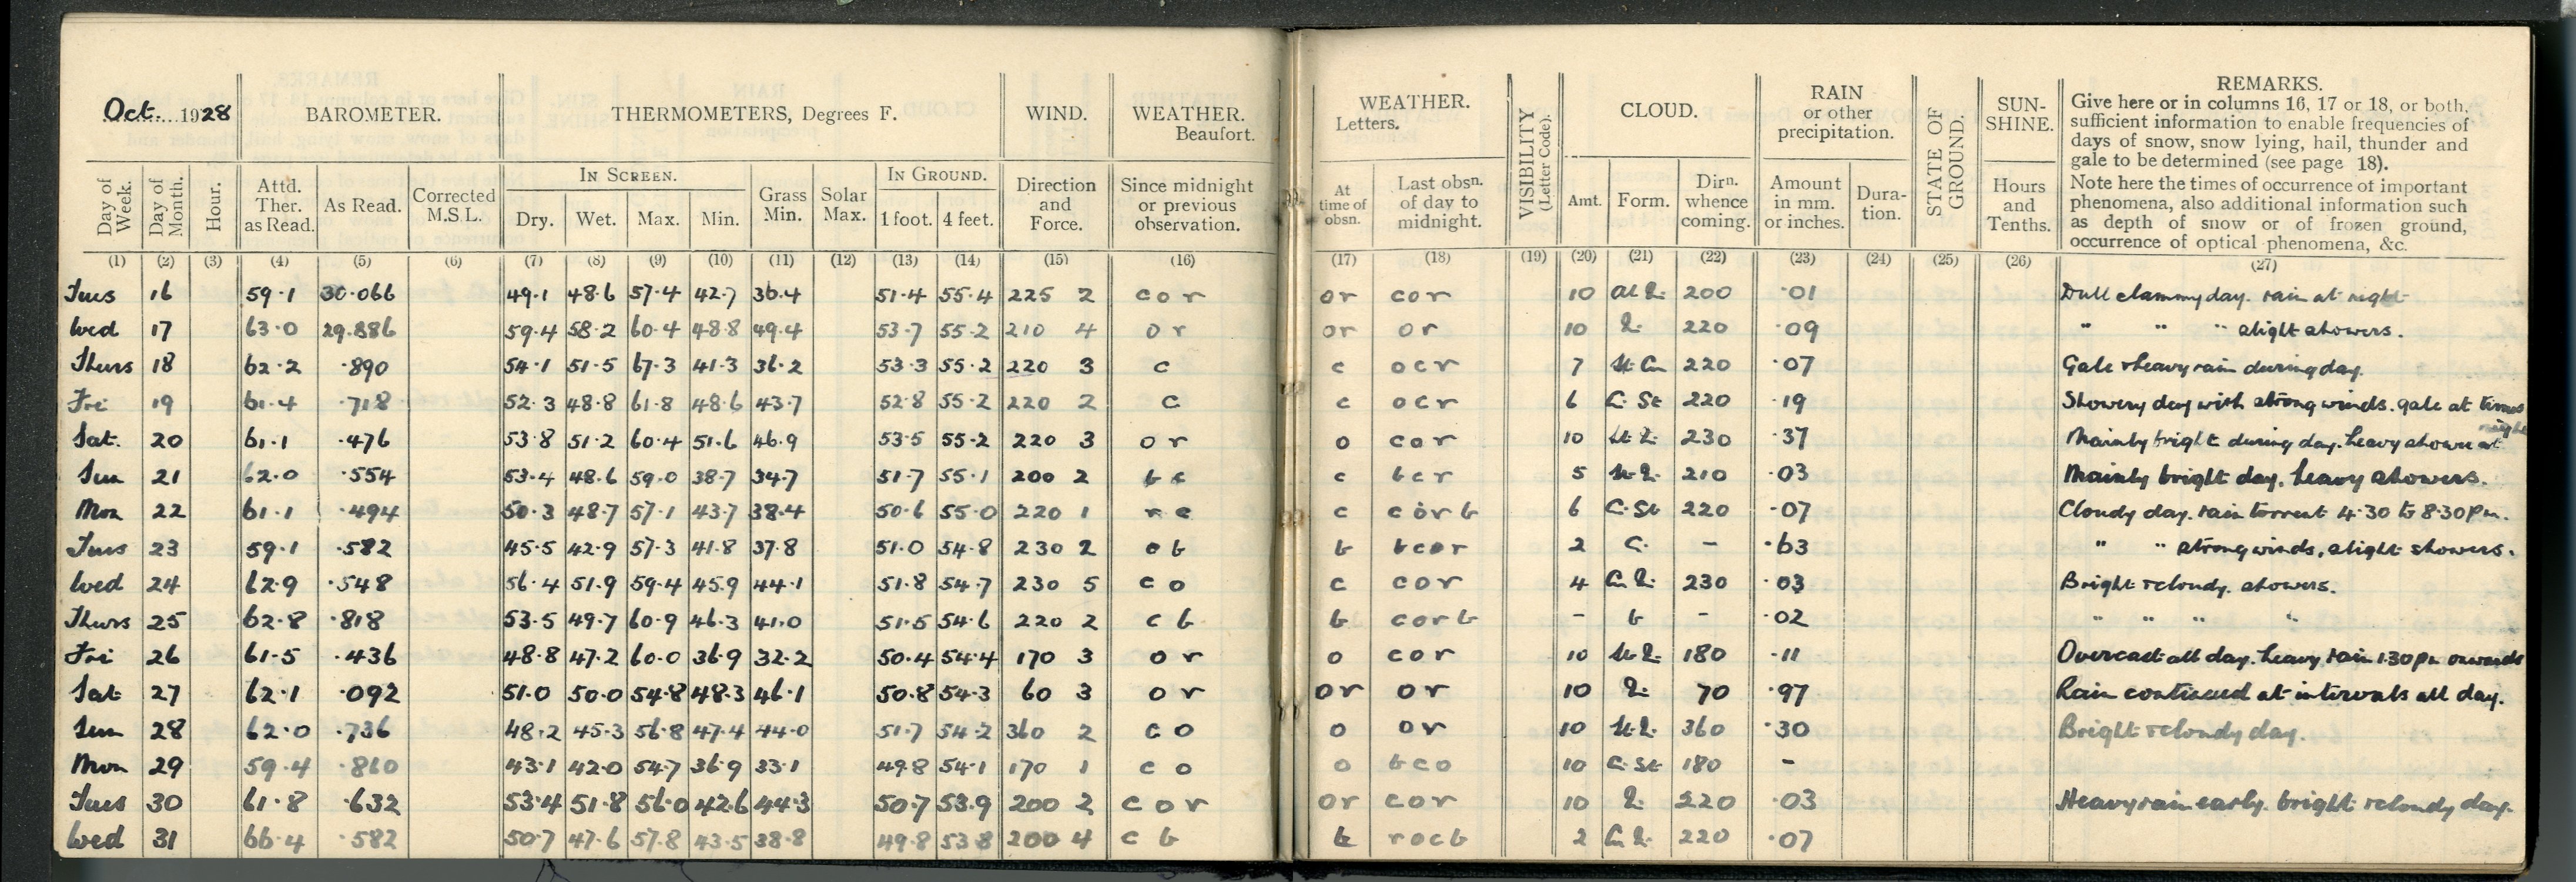 Oct. 1928
BAROMETER.
THERMOMETERS, Degrees F.
WIND.
WEATHER.
Beaufort.
WEATHER.
Letters.
VISIBILITY
(Letter Code).
CLOUD.
RAIN
or other
precipitation.
STATE OF
GROUND.
SUN-
SHINE.
REMARKS.
Give here or in columns 16, 17 or 18, or both,
sufficient information to enable frequencies of
days of snow, snow lying, hail, thunder and
gale to be determined (see page 18).
Note here the times of occurrence of important
phenomena, also additional information such
as depth of snow or of frozen ground,
occurrence of optical phenomena, &c.
Day of
Week.
Day of
Month.
Hour.
Attd.
Ther.
as Read.
As Read.
Corrected
M.S.L.
IN SCREEN.
Dry. Wet. Max. Min.
Grass
Min.
Solar
Max.
IN GROUND.
1 foot. 4 feet.
Direction
and
Force.
Since midnight
or previous
observation.
At
time of
obsn.
Last obsn.
of day to
midnight.
Amt. Form.
Dirn.
whence
coming.
Amount
in mm.
or inches.
Dura-
tion.
Hours
and
Tenths.
(1) (2) (3) (4) (5) (6) (7) (8) (9) (10) (11) (12) (13) (14) (15) (16) (17) (18) (19) (20) (21) (22) (23) (24) (25) (26) (27)
Tues 16 59.1 30.066 49.1 48.6 57.4 42.7 36.4 51.4 55.4 225 2 c o r or cor 10 200 .01 Dull clammy day. rain at night
Wed 17 63.0 29.886 59.4 58.2 60.4 48.8 49.4 53.7 55.2 210 4 o r or or 10 220 .09 " " " slight showers.
Thurs 18 62.2 .890 54.1 51.5 67.3 41.3 36.2 53.3 55.2 220 3 c c ocr 7 220 .07 Gale & heavy rain during day.
Fri 19 61.4 .718 52.3 48.8 61.8 48.6 43.7 52.8 55.2 220 2 c c ocr 6 C. St 220 .19 Showery day with strong winds. gale at times
Sat. 20 61.1 .476 53.8 51.2 60.4 51.6 46.9 53.5 55.2 220 3 o r o cor 10 230 .37 Mainly bright during day. heavy shower at night
Sun 21 62.0 .554 53.4 48.6 59.0 38.7 34.7 51.7 55.1 200 2 b c c bcr 5 210 .03 Mainly bright day, heavy showers.
Mon 22 61.1 .494 50.3 48.7 57.1 43.7 38.4 50.6 55.0 220 1 r c c corb 6 C. St 220 .07 Cloudy day. rain torrent 4.30 to 8.30 Pm.
Tues 23 59.1 .582 45.5 42.9 57.3 41.8 37.8 51.0 54.8 230 2 o b b bcor 2 C. - .63 " " strong winds, slight showers.
Wed 24 62.9 .548 56.4 51.9 59.4 45.9 44.1 51.8 54.7 230 5 c o c cor 4 230 .03 Bright & cloudy. showers.
Thurs 25 62.8 .818 53.5 49.7 60.9 46.3 41.0 51.5 54.6 220 2 c b b corb - b - .02 " " " "
Fri 26 61.5 .436 48.8 47.2 60.0 36.9 32.2 50.4 54.4 170 3 o r o cor 10 180 .11 Overcast all day. heavy rain 1.30 pm onwards
Sat 27 62.1 .092 51.0 50.0 54.8 48.3 46.1 50.8 54.3 60 3 o r or or 10 70 .97 Rain continued at intervals all day.
Sun 28 62.0 .736 48.2 45.3 56.8 47.4 44.0 51.7 54.2 360 2 c o o or 10 360 .30 Bright & cloudy day.
Mon 29 59.4 .860 43.1 42.0 54.7 36.9 33.1 49.8 54.1 170 1 c o o bco 10 C. St 180 -
Tues 30 61.8 .632 53.4 51.8 56.0 42.6 44.3 50.7 53.9 200 2 c o r or cor 10 220 .03 Heavy rain early. bright & cloudy day.
Wed 31 66.4 .582 50.7 47.6 57.8 43.5 38.8 49.8 53.8 200 4 c b b rocb 2 220 .07